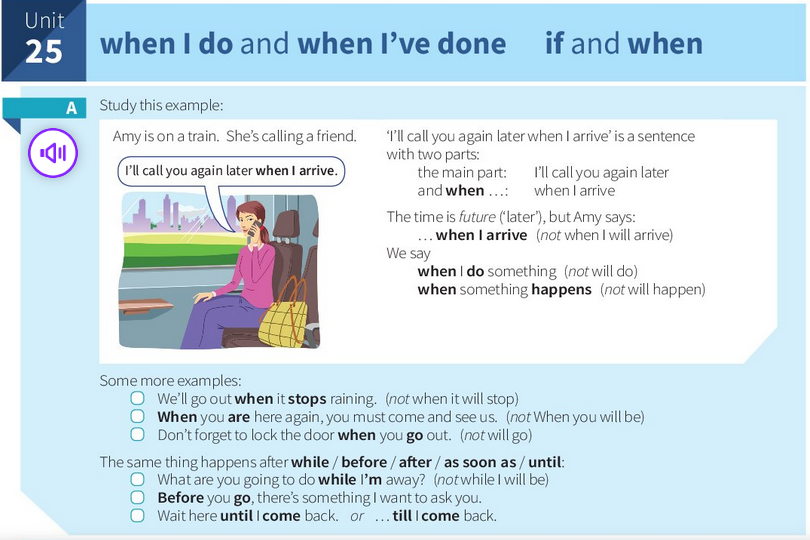 Unit
25
when I do and when I've done if and when
A
Study this example:
Amy is on a train. She's calling a friend.
I'll call you again later when I arrive.
'I'll call you again later when I arrive' is a sentence
with two parts:
the main part: I'll call you again later
and when …: when I arrive
The time is future ('later'), but Amy says:
… when I arrive (not when I will arrive)
We say
when I do something (not will do)
when something happens (not will happen)
Some more examples:
We'll go out when it stops raining. (not when it will stop)
When you are here again, you must come and see us. (not When you will be)
Don't forget to lock the door when you go out. (not will go)
The same thing happens after while / before / after / as soon as / until:
What are you going to do while I'm away? (not while I will be)
Before you go, there's something I want to ask you.
Wait here until I come back. or … till I come back.